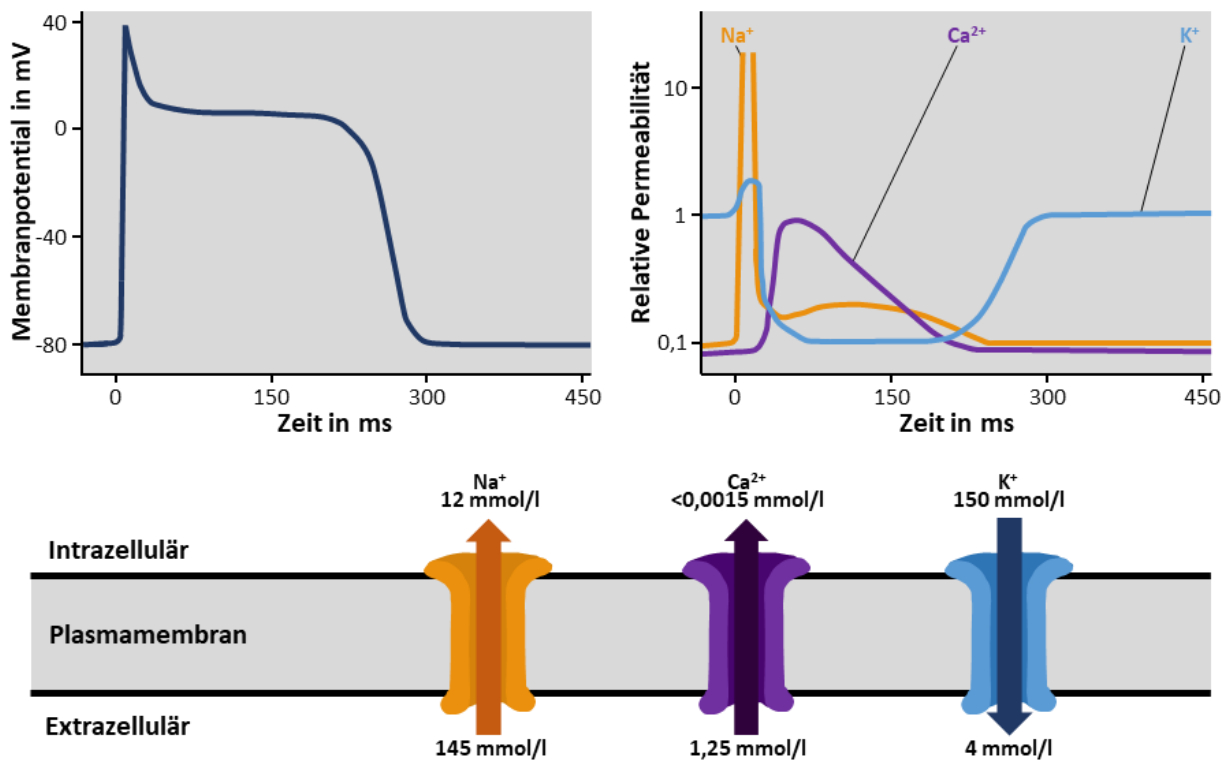 Membranpotential in mV
40
0
-40
-80
0
150
300
450
Zeit in ms
Relative Permeabilität
Na⁺
Ca²⁺
K⁺
10
1
0,1
0
150
300
450
Zeit in ms
Na⁺
12 mmol/l
Ca²⁺
<0,0015 mmol/l
K⁺
150 mmol/l
Intrazellulär
Plasmamembran
Extrazellulär
145 mmol/l
1,25 mmol/l
4 mmol/l